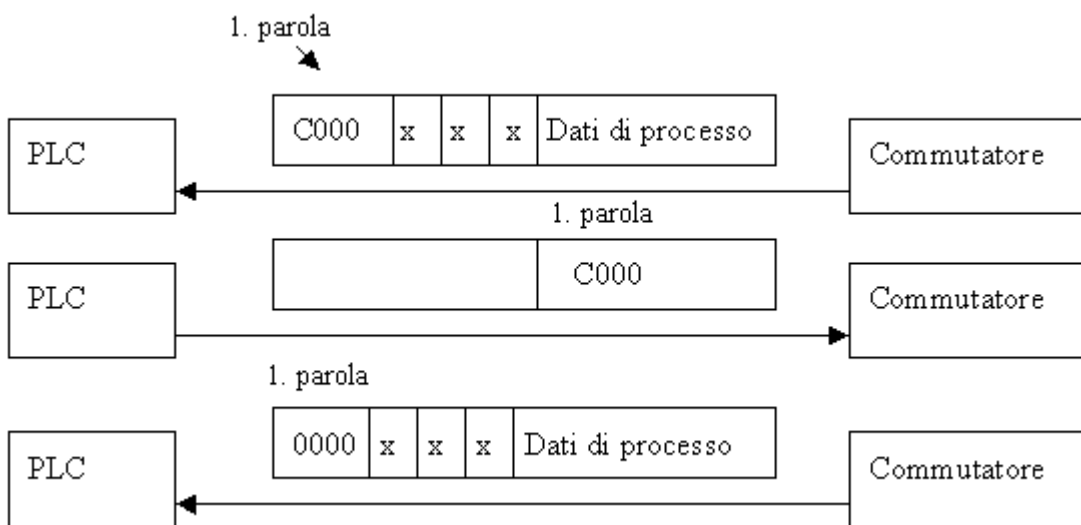 1. parola
C000 x x x Dati di processo
PLC
Commutatore
1. parola
C000
PLC
Commutatore
1. parola
0000 x x x Dati di processo
PLC
Commutatore